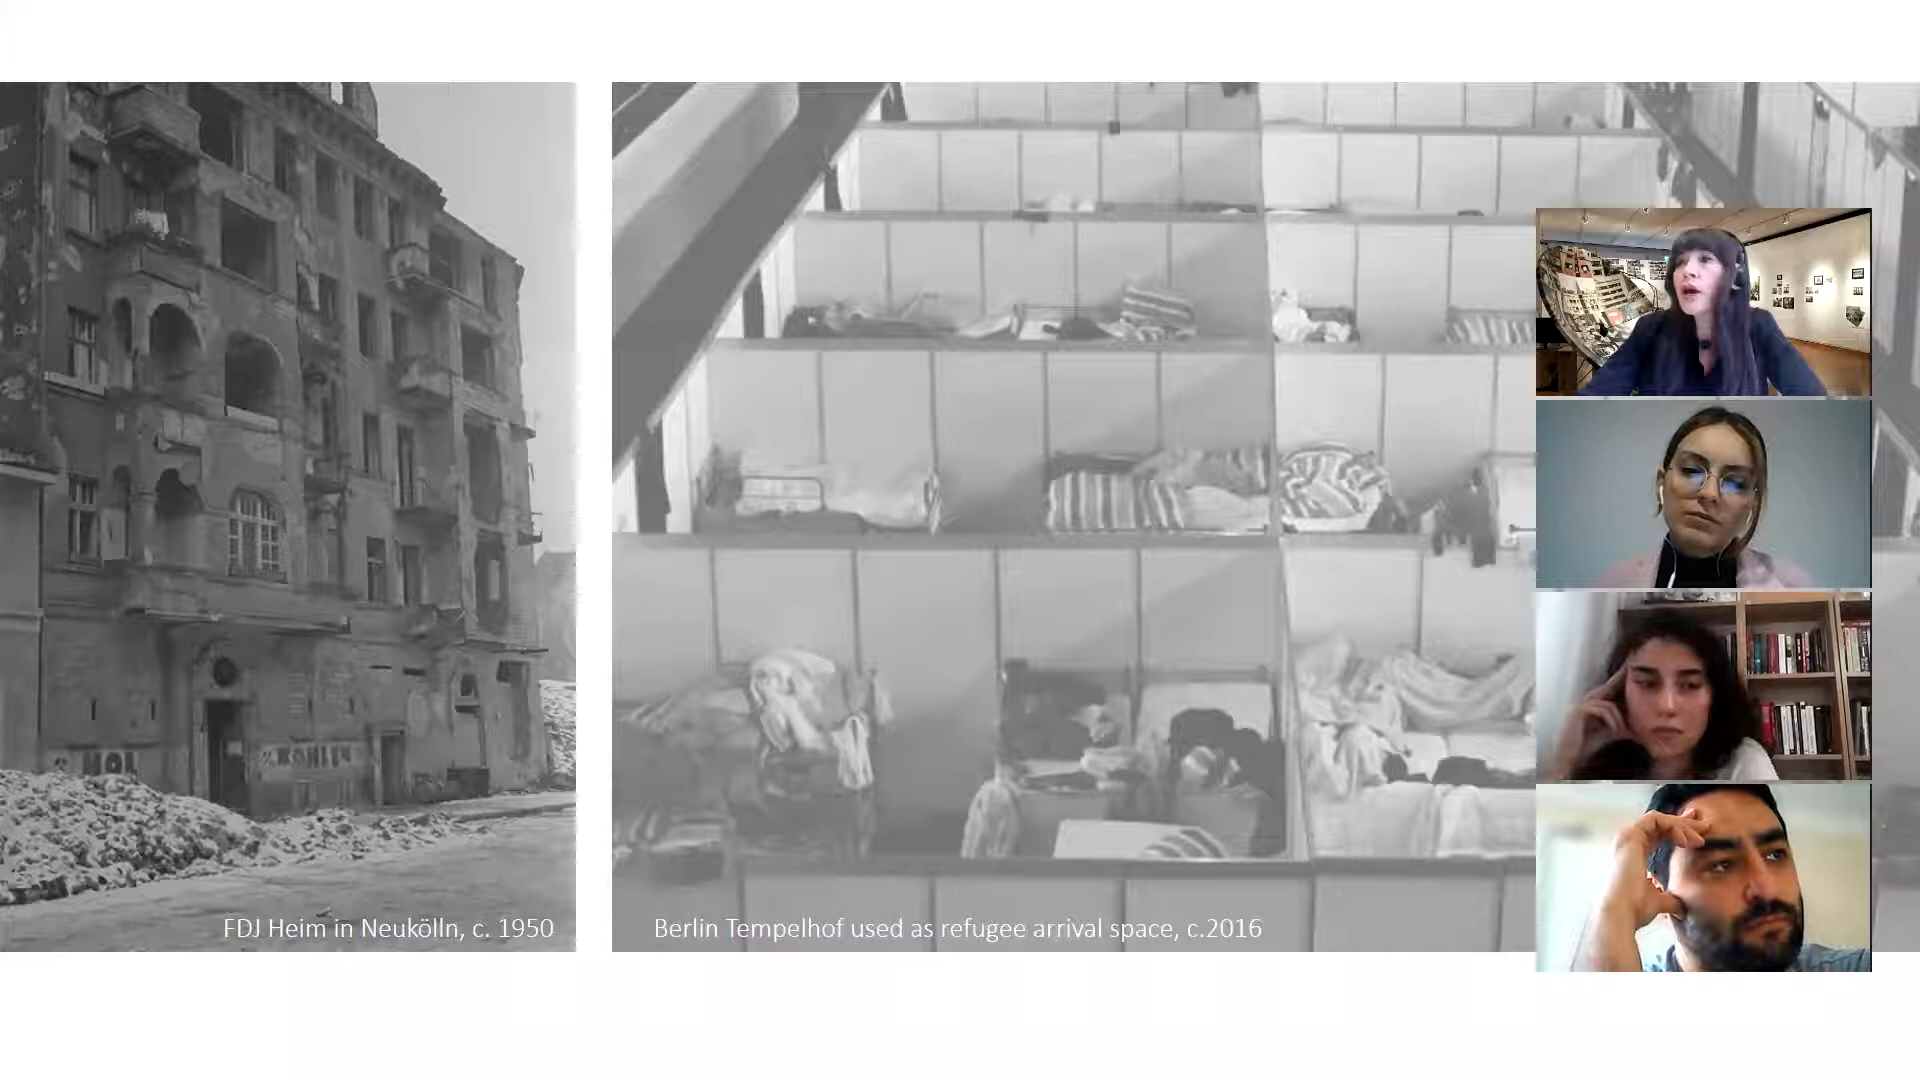 FDJ Heim in Neukölln, c. 1950
Berlin Tempelhof used as refugee arrival space, c.2016